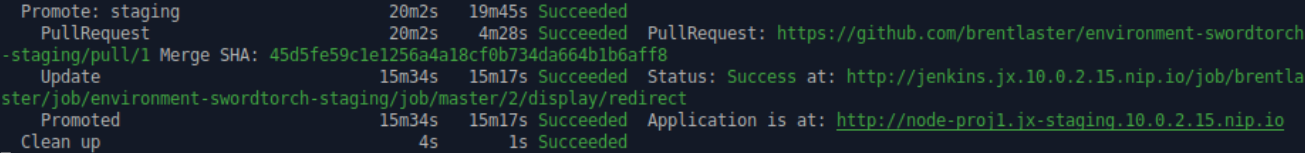 Promote: staging 20m2s 19m45s Succeeded
PullRequest 20m2s 4m28s Succeeded PullRequest: https://github.com/brentlaster/environment-swordtorch
-staging/pull/1 Merge SHA: 45d5fe59c1e1256a4a18cf0b734da664b1b6aff8
Update 15m34s 15m17s Succeeded Status: Success at: http://jenkins.jx.10.0.2.15.nip.io/job/brentla
ster/job/environment-swordtorch-staging/job/master/2/display/redirect
Promoted 15m34s 15m17s Succeeded Application is at: http://node-proj1.jx-staging.10.0.2.15.nip.io
Clean up 4s 1s Succeeded